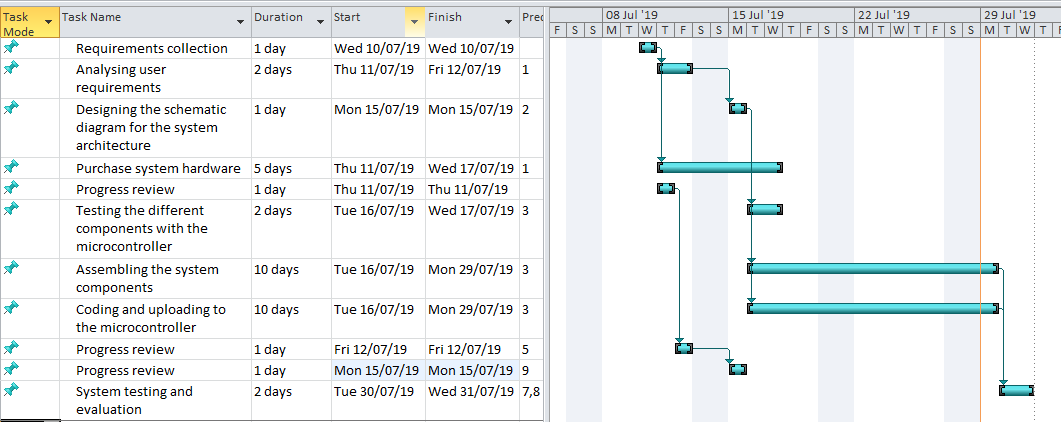 Task Mode Task Name Duration Start Finish Pred
08 Jul '19 15 Jul '19 22 Jul '19 29 Jul '19
F S S M T W T F S S M T W T F S S M T W T F S S M T W
Requirements collection 1 day Wed 10/07/19 Wed 10/07/19
Analysing user 2 days Thu 11/07/19 Fri 12/07/19 1
requirements
Designing the schematic 1 day Mon 15/07/19 Mon 15/07/19 2
diagram for the system
architecture
Purchase system hardware 5 days Thu 11/07/19 Wed 17/07/19 1
Progress review 1 day Thu 11/07/19 Thu 11/07/19
Testing the different 2 days Tue 16/07/19 Wed 17/07/19 3
components with the
microcontroller
Assembling the system 10 days Tue 16/07/19 Mon 29/07/19 3
components
Coding and uploading to 10 days Tue 16/07/19 Mon 29/07/19 3
the microcontroller
Progress review 1 day Fri 12/07/19 Fri 12/07/19 5
Progress review 1 day Mon 15/07/19 Mon 15/07/19 9
System testing and 2 days Tue 30/07/19 Wed 31/07/19 7,8
evaluation